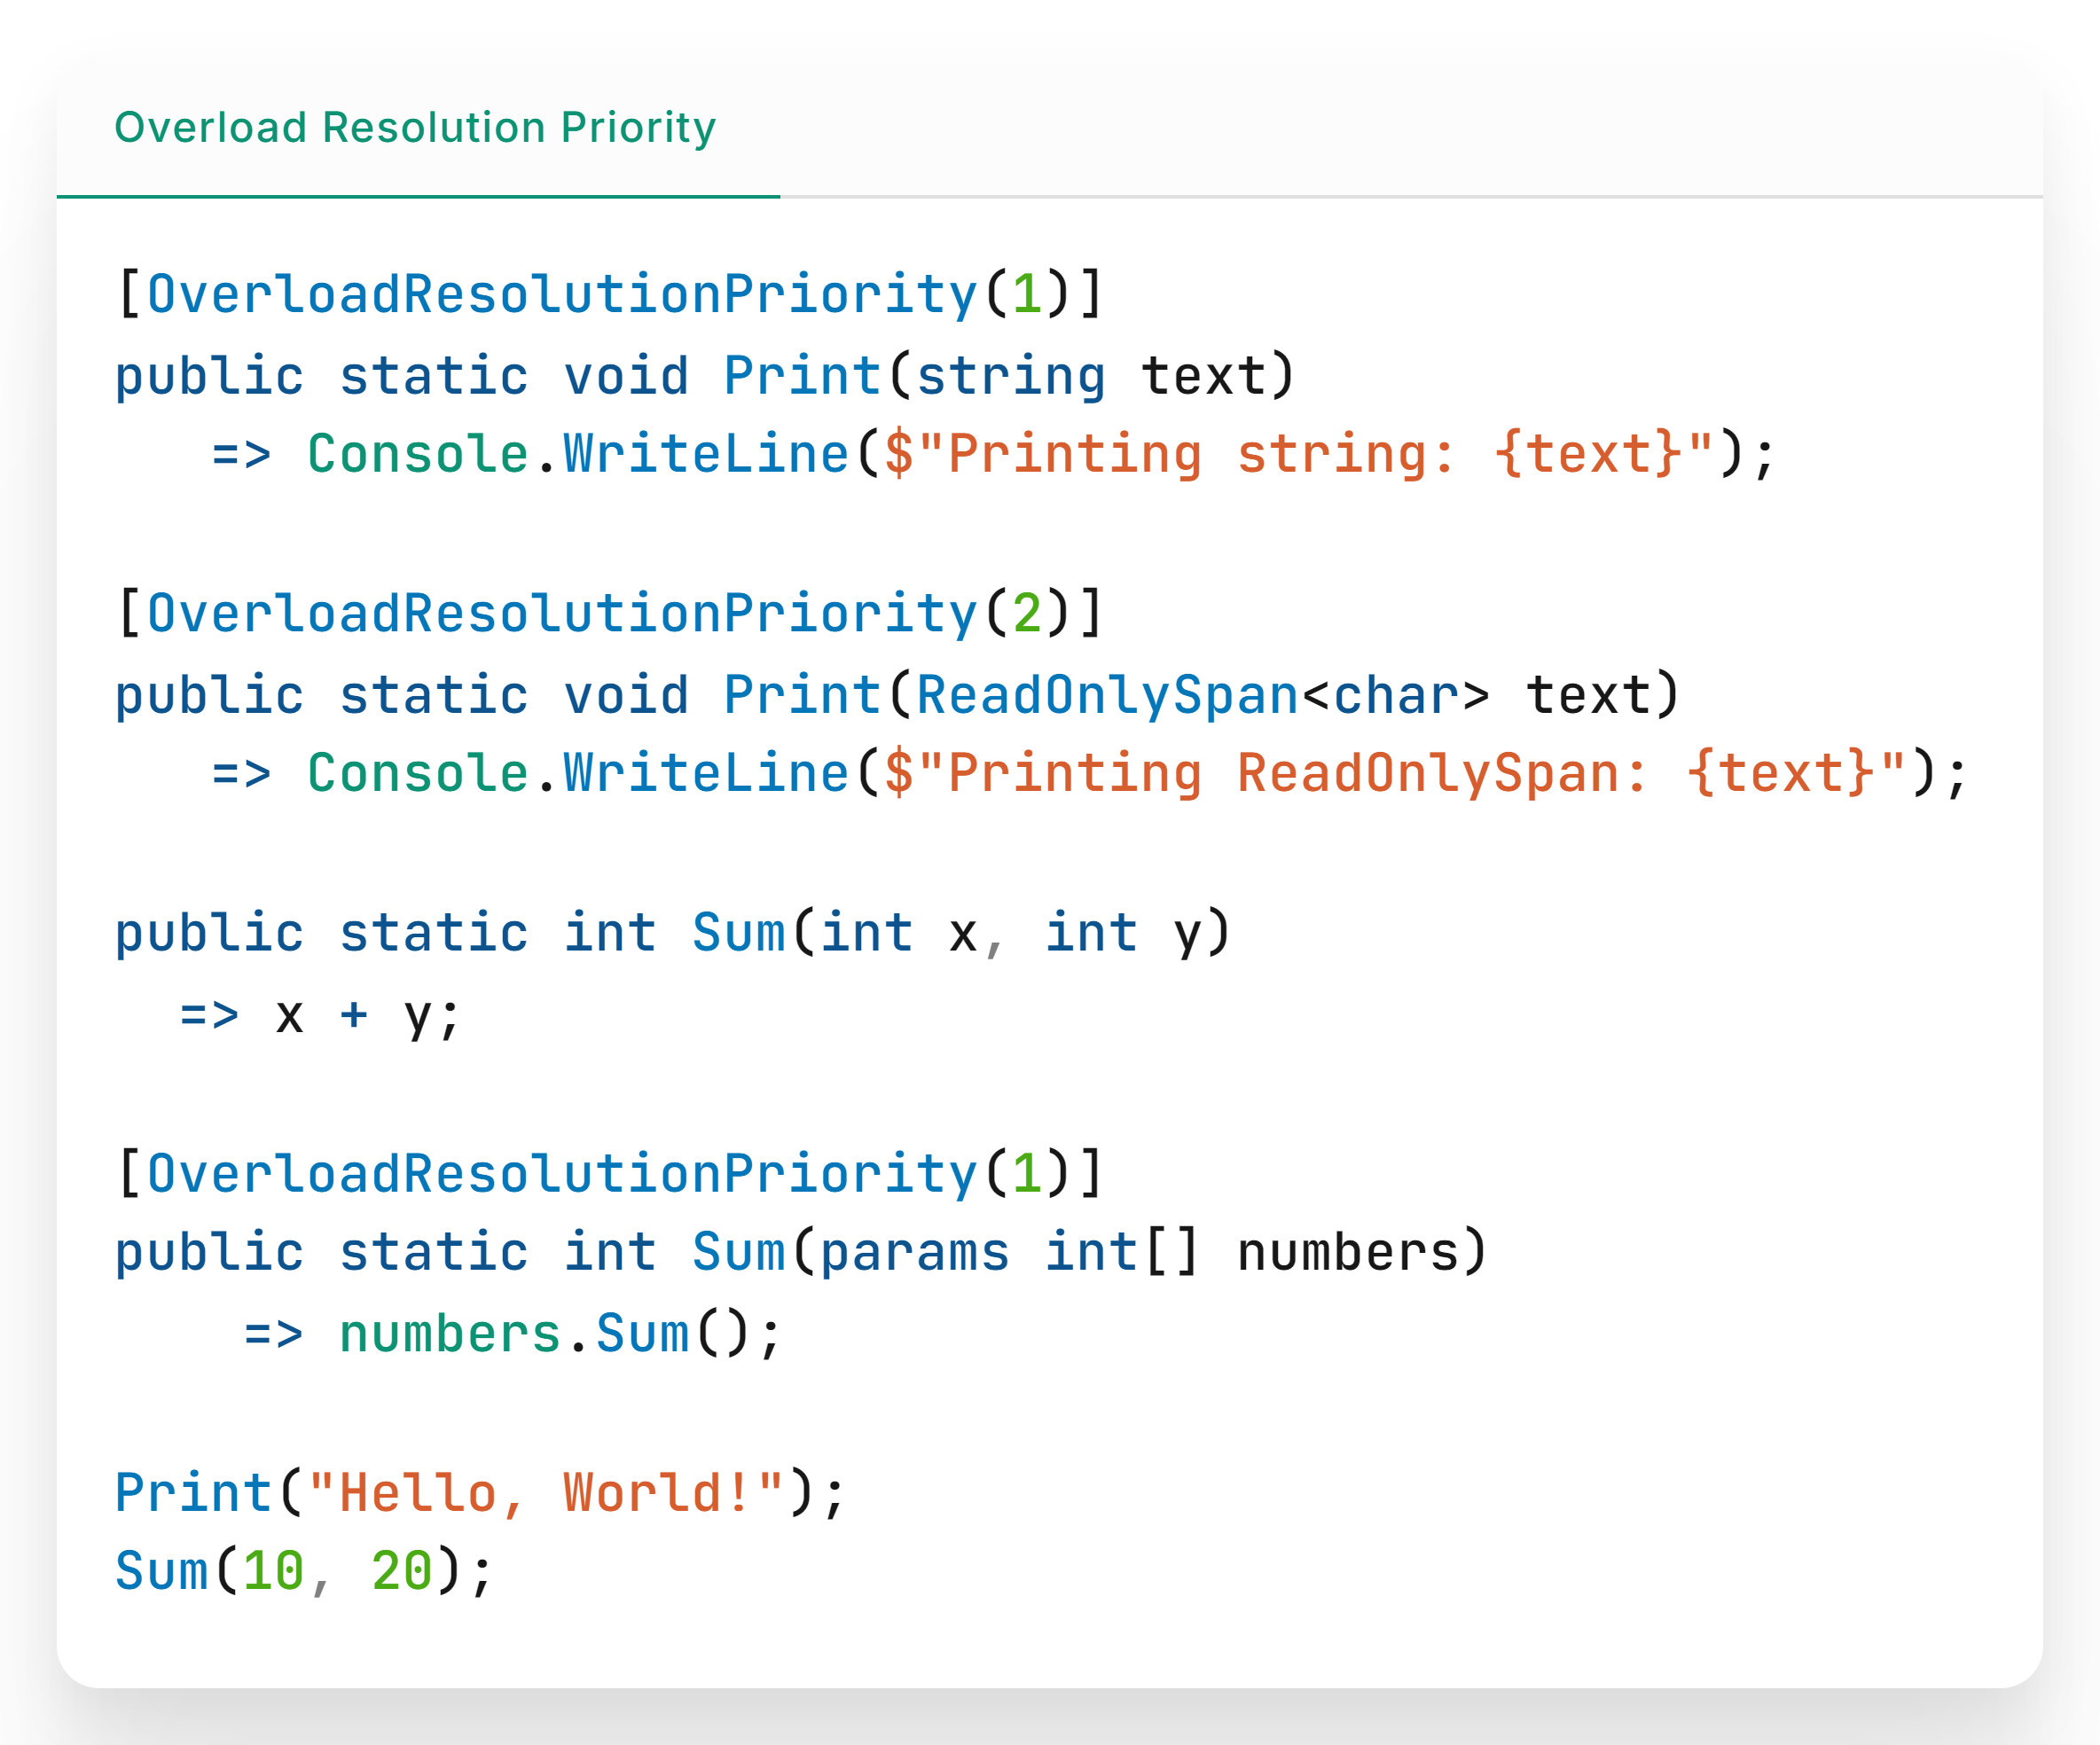 Overload Resolution Priority
[OverloadResolutionPriority(1)]
public static void Print(string text)
   => Console.WriteLine($"Printing string: {text}");
[OverloadResolutionPriority(2)]
public static void Print(ReadOnlySpan<char> text)
   => Console.WriteLine($"Printing ReadOnlySpan: {text}");
public static int Sum(int x, int y)
  => x + y;
[OverloadResolutionPriority(1)]
public static int Sum(params int[] numbers)
    => numbers.Sum();
Print("Hello, World!");
Sum(10, 20);